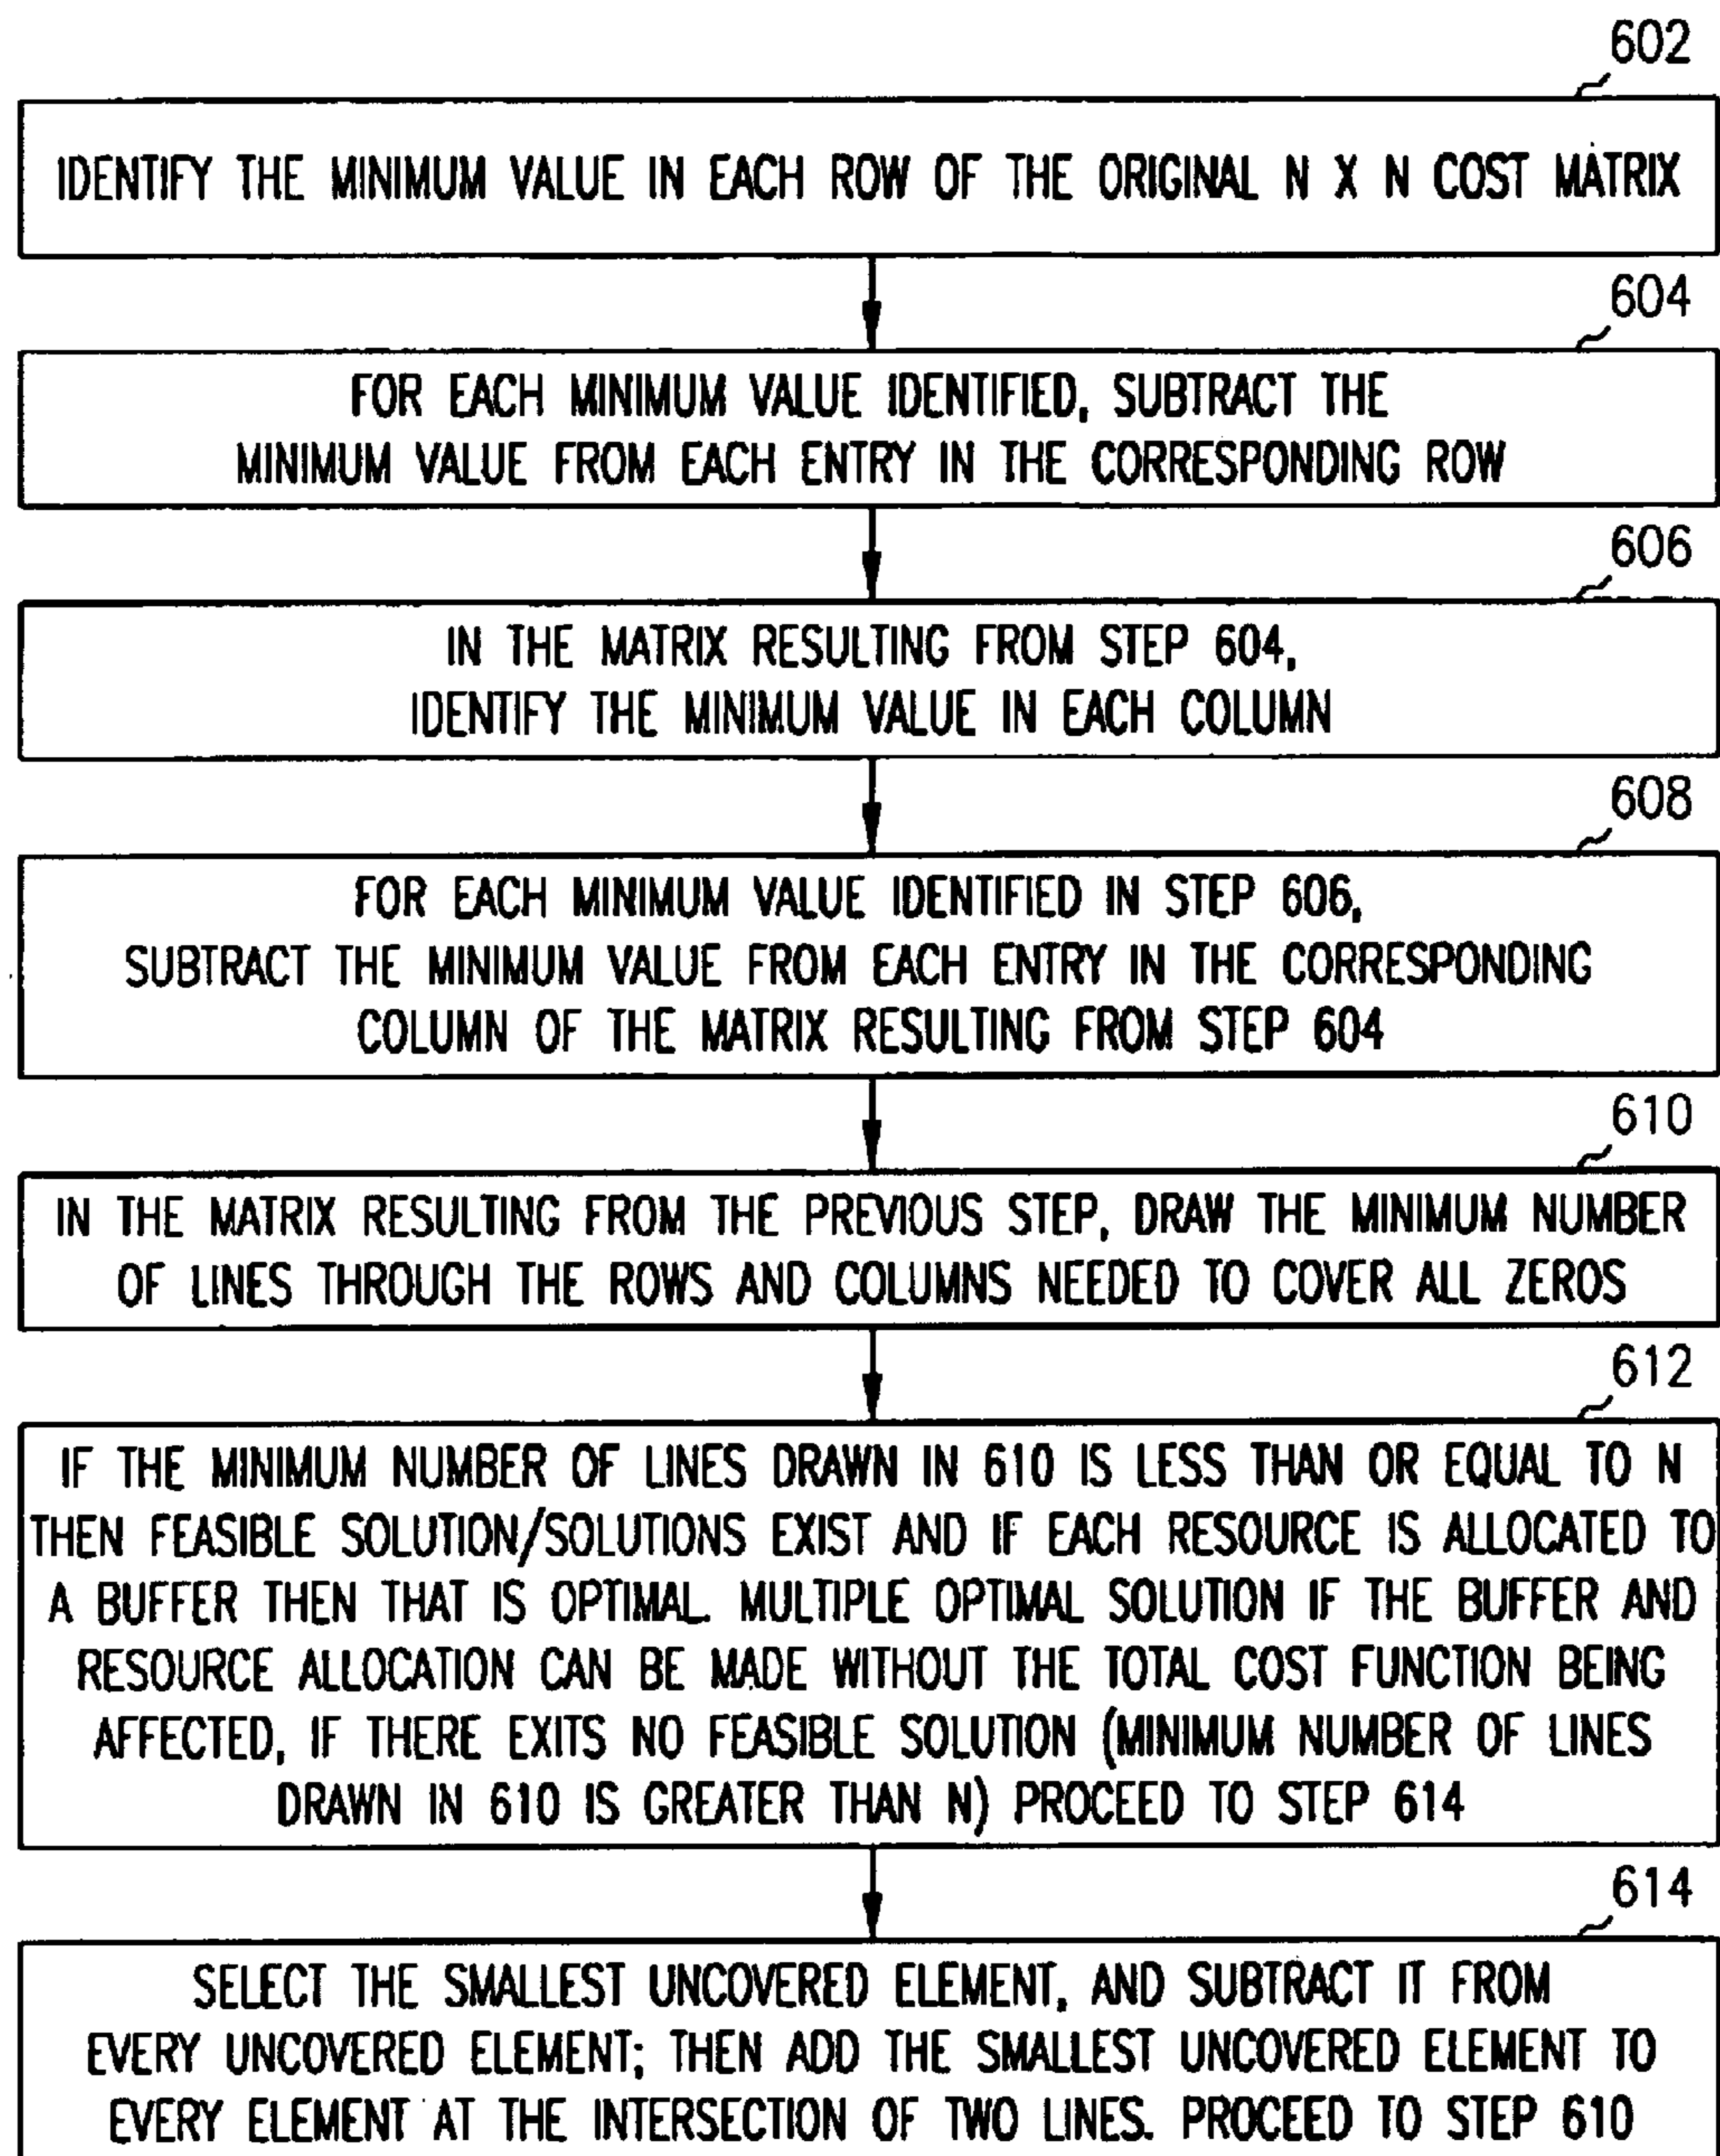 602
IDENTIFY THE MINIMUM VALUE IN EACH ROW OF THE ORIGINAL N X N COST MATRIX
604
FOR EACH MINIMUM VALUE IDENTIFIED, SUBTRACT THE
MINIMUM VALUE FROM EACH ENTRY IN THE CORRESPONDING ROW
606
IN THE MATRIX RESULTING FROM STEP 604,
IDENTIFY THE MINIMUM VALUE IN EACH COLUMN
608
FOR EACH MINIMUM VALUE IDENTIFIED IN STEP 606,
SUBTRACT THE MINIMUM VALUE FROM EACH ENTRY IN THE CORRESPONDING
COLUMN OF THE MATRIX RESULTING FROM STEP 604
610
IN THE MATRIX RESULTING FROM THE PREVIOUS STEP, DRAW THE MINIMUM NUMBER
OF LINES THROUGH THE ROWS AND COLUMNS NEEDED TO COVER ALL ZEROS
612
IF THE MINIMUM NUMBER OF LINES DRAWN IN 610 IS LESS THAN OR EQUAL TO N
THEN FEASIBLE SOLUTION/SOLUTIONS EXIST AND IF EACH RESOURCE IS ALLOCATED TO
A BUFFER THEN THAT IS OPTIMAL. MULTIPLE OPTIMAL SOLUTION IF THE BUFFER AND
RESOURCE ALLOCATION CAN BE MADE WITHOUT THE TOTAL COST FUNCTION BEING
AFFECTED, IF THERE EXITS NO FEASIBLE SOLUTION (MINIMUM NUMBER OF LINES
DRAWN IN 610 IS GREATER THAN N) PROCEED TO STEP 614
614
SELECT THE SMALLEST UNCOVERED ELEMENT, AND SUBTRACT IT FROM
EVERY UNCOVERED ELEMENT; THEN ADD THE SMALLEST UNCOVERED ELEMENT TO
EVERY ELEMENT AT THE INTERSECTION OF TWO LINES. PROCEED TO STEP 610